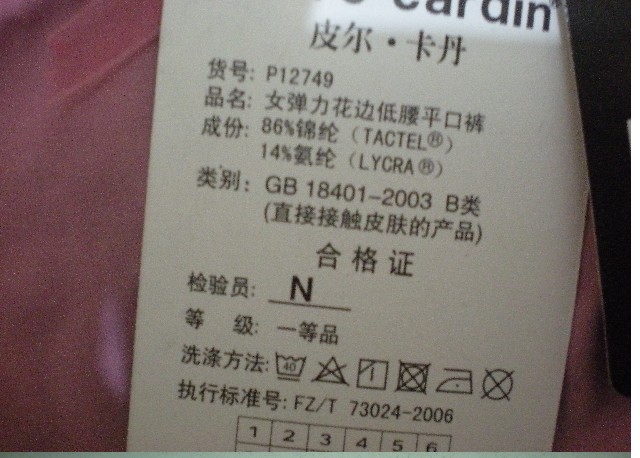 cardin
皮尔·卡丹
货号: P12749
品名: 女弹力花边低腰平口裤
成份: 86%锦纶（TACTEL®）
14%氨纶（LYCRA®）
类别: GB 18401-2003 B类
(直接接触皮肤的产品)
合格证
检验员: N
等 级: 一等品
洗涤方法: 40
执行标准号: FZ/T 73024-2006
1 2 3 4 5 6